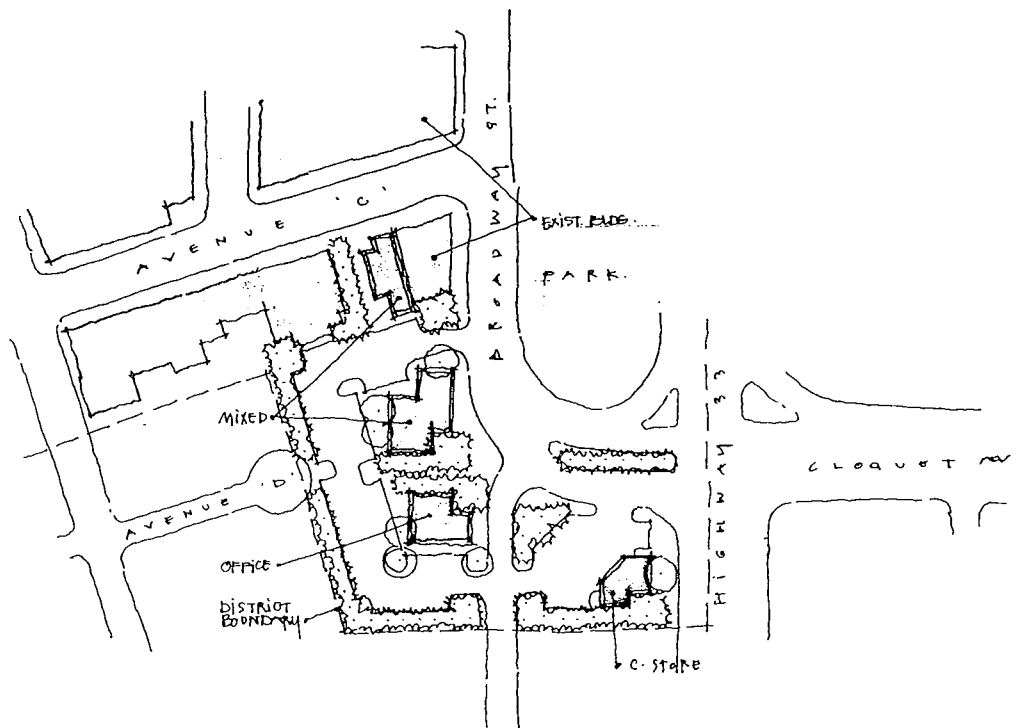 BROADWAY ST.
AVENUE 'C'
EXIST. BLDG.
PARK.
MIXED
HIGHWAY 33
CLOQUET AV
AVENUE 'D'
OFFICE
DISTRICT
BOUNDARY
C-STORE